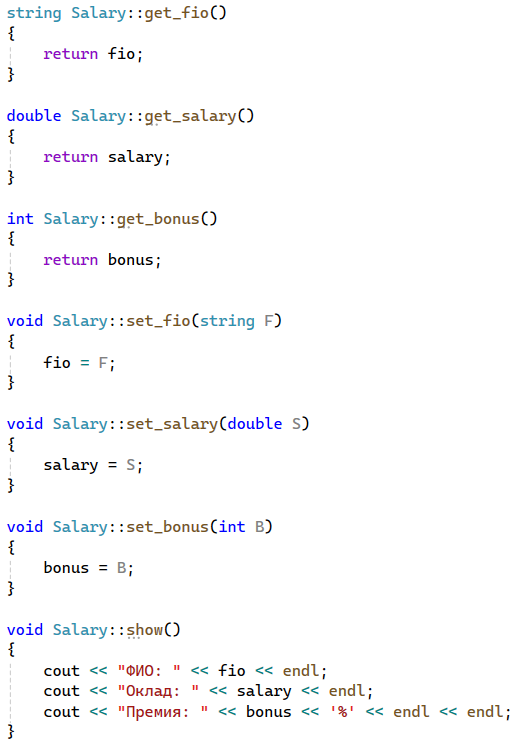 string Salary::get_fio()
{
    return fio;
}

double Salary::get_salary()
{
    return salary;
}

int Salary::get_bonus()
{
    return bonus;
}

void Salary::set_fio(string F)
{
    fio = F;
}

void Salary::set_salary(double S)
{
    salary = S;
}

void Salary::set_bonus(int B)
{
    bonus = B;
}

void Salary::show()
{
    cout << "ФИО: " << fio << endl;
    cout << "Оклад: " << salary << endl;
    cout << "Премия: " << bonus << '%' << endl << endl;
}